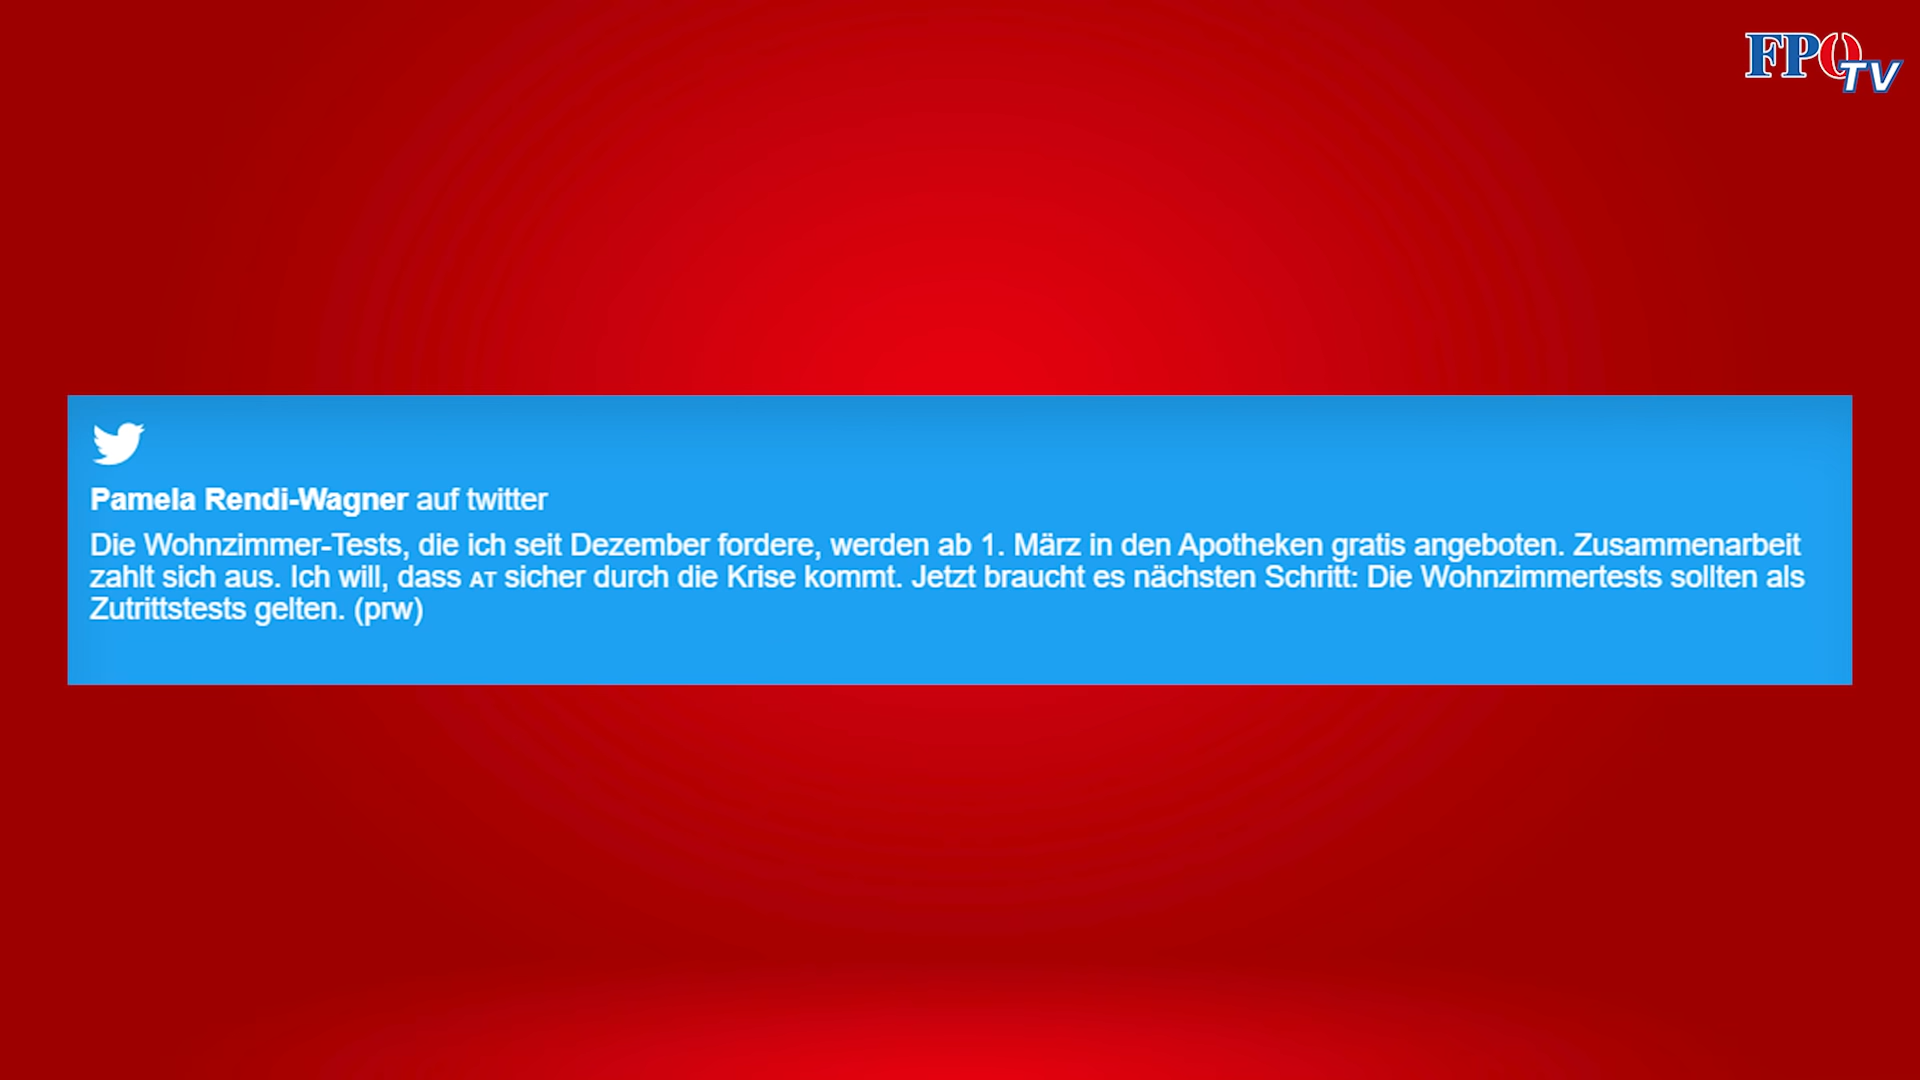 FPÖ TV
Pamela Rendi-Wagner auf twitter
Die Wohnzimmer-Tests, die ich seit Dezember fordere, werden ab 1. März in den Apotheken gratis angeboten. Zusammenarbeit
zahlt sich aus. Ich will, dass AT sicher durch die Krise kommt. Jetzt braucht es nächsten Schritt: Die Wohnzimmertests sollten als
Zutrittstests gelten. (prw)